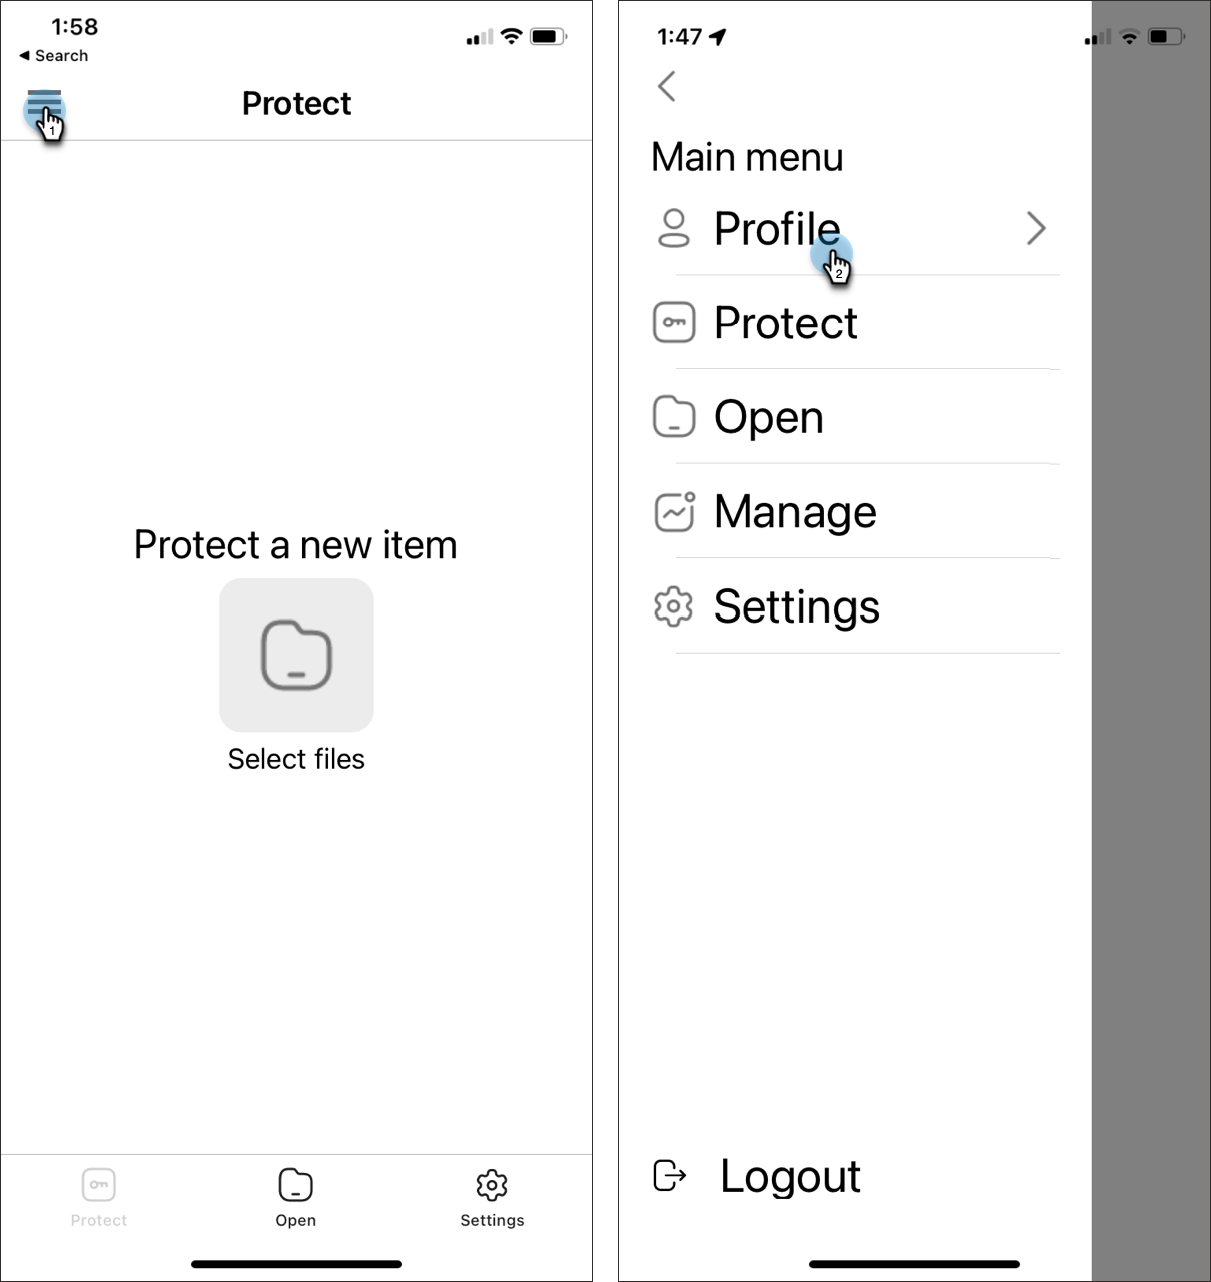 1:58
◀ Search
1
Protect
Protect a new item
Select files
Protect
Open
Settings
1:47
Main menu
Profile
2
Protect
Open
Manage
Settings
Logout